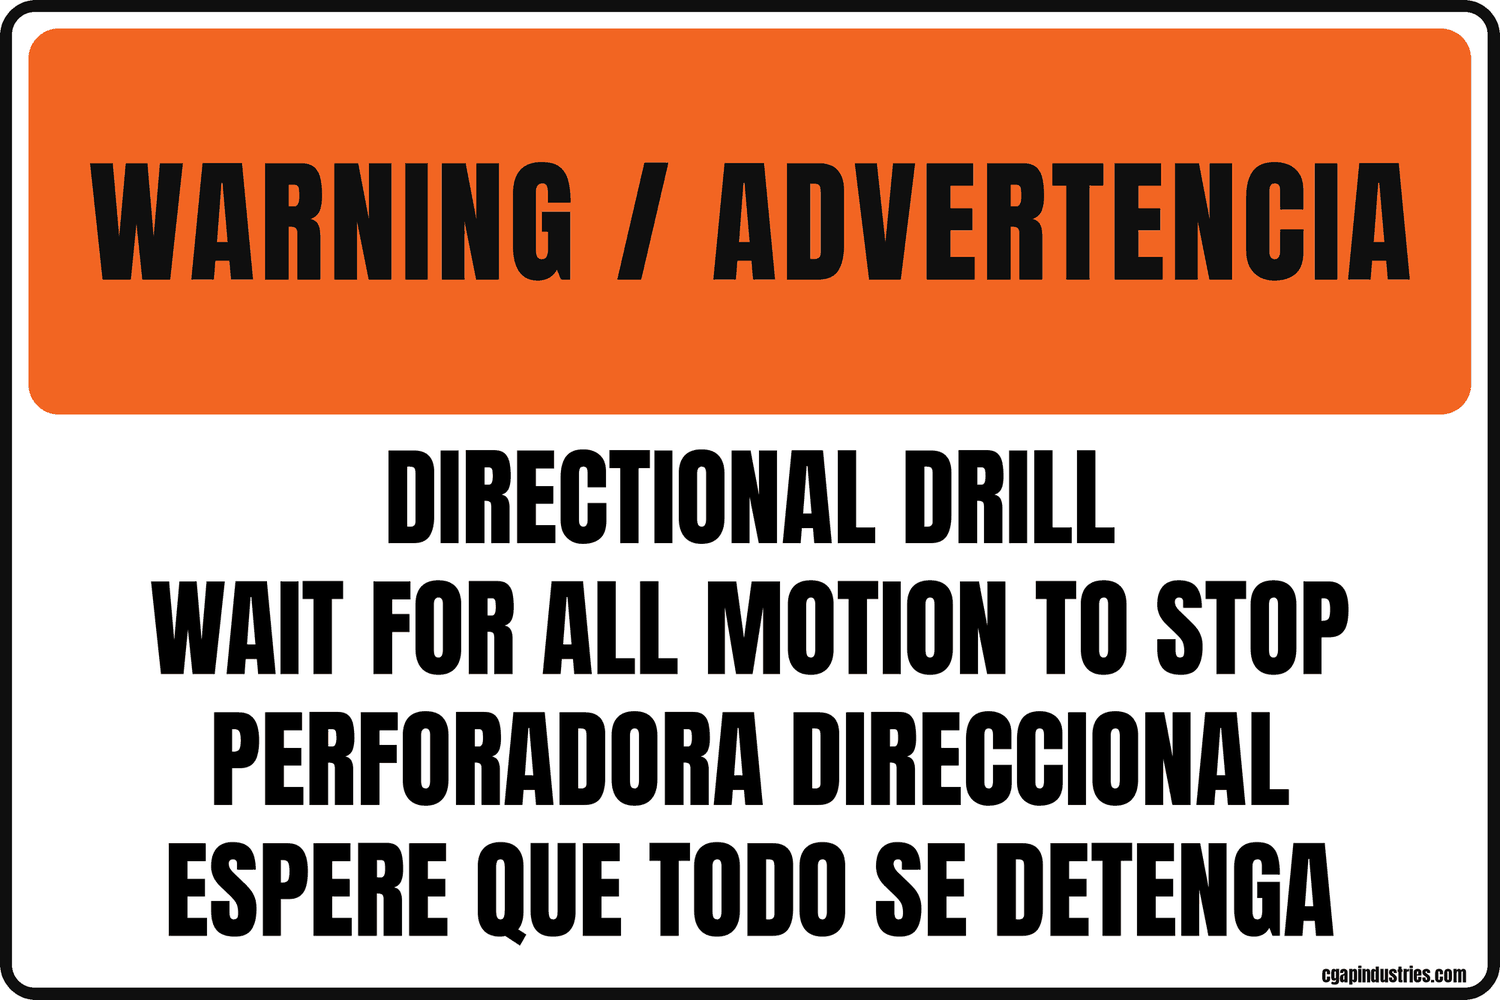 WARNING / ADVERTENCIA
DIRECTIONAL DRILL
WAIT FOR ALL MOTION TO STOP
PERFORADORA DIRECCIONAL
ESPERE QUE TODO SE DETENGA
cgapindustries.com